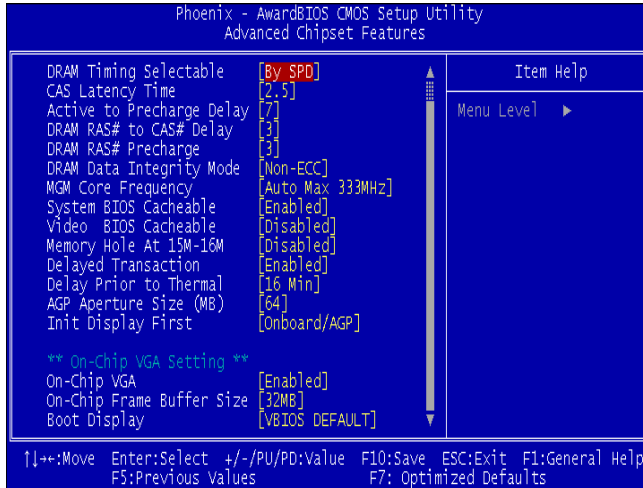 Phoenix - AwardBIOS CMOS Setup Utility
Advanced Chipset Features
DRAM Timing Selectable [By SPD]
CAS Latency Time [2.5]
Active to Precharge Delay [7]
DRAM RAS# to CAS# Delay [3]
DRAM RAS# Precharge [3]
DRAM Data Integrity Mode [Non-ECC]
MGM Core Frequency [Auto Max 333MHz]
System BIOS Cacheable [Enabled]
Video BIOS Cacheable [Disabled]
Memory Hole At 15M-16M [Disabled]
Delayed Transaction [Enabled]
Delay Prior to Thermal [16 Min]
AGP Aperture Size (MB) [64]
Init Display First [Onboard/AGP]
** On-Chip VGA Setting **
On-Chip VGA [Enabled]
On-Chip Frame Buffer Size [32MB]
Boot Display [VBIOS DEFAULT]
Item Help
Menu Level ▶
↑↓→←:Move Enter:Select +/-/PU/PD:Value F10:Save ESC:Exit F1:General Help
F5:Previous Values F7: Optimized Defaults